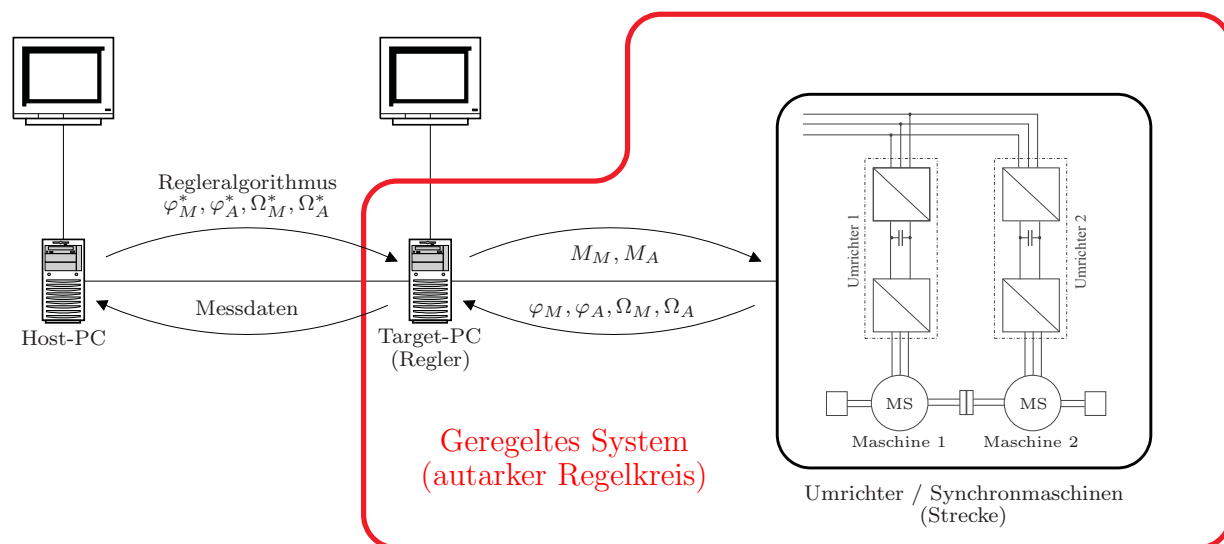 Regleralgorithmus
φ*_M, φ*_A, Ω*_M, Ω*_A
Messdaten
Host-PC
Target-PC
(Regler)
M_M, M_A
φ_M, φ_A, Ω_M, Ω_A
Geregeltes System
(autarker Regelkreis)
Umrichter 1
Umrichter 2
MS
MS
Maschine 1
Maschine 2
Umrichter / Synchronmaschinen
(Strecke)